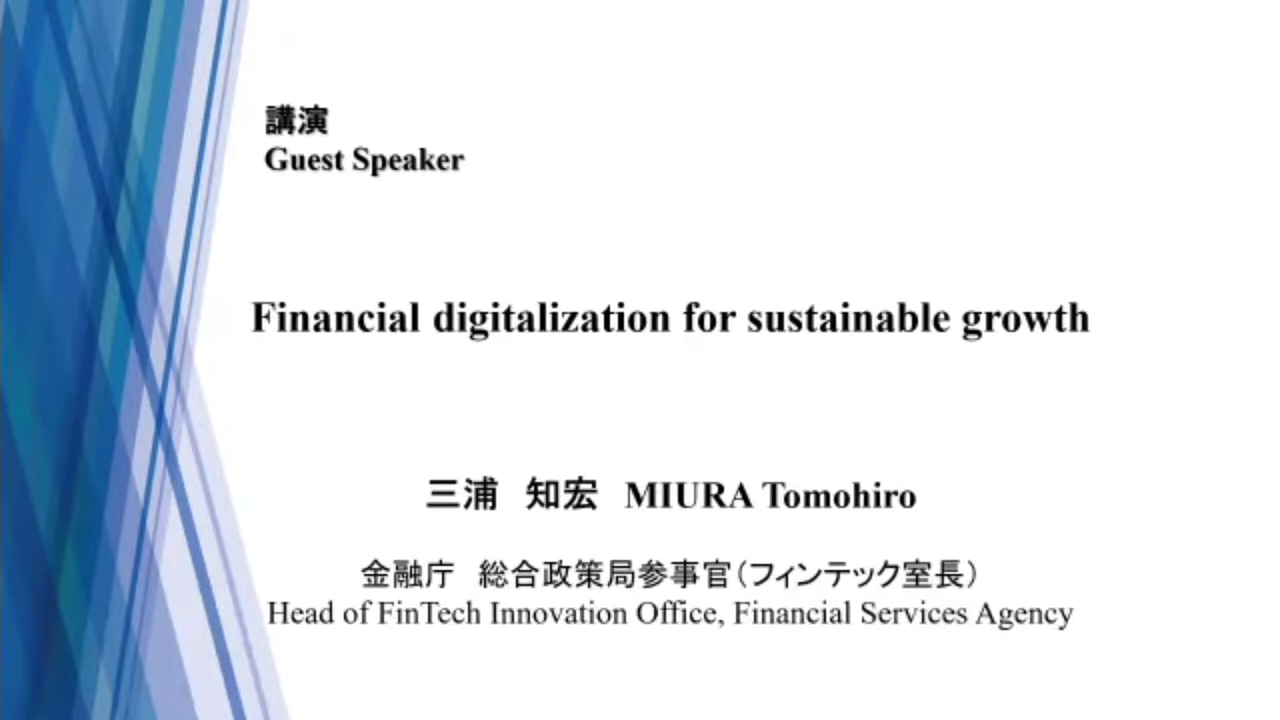 講演
Guest Speaker
Financial digitalization for sustainable growth
三浦　知宏　MIURA Tomohiro
金融庁　総合政策局参事官（フィンテック室長）
Head of FinTech Innovation Office, Financial Services Agency